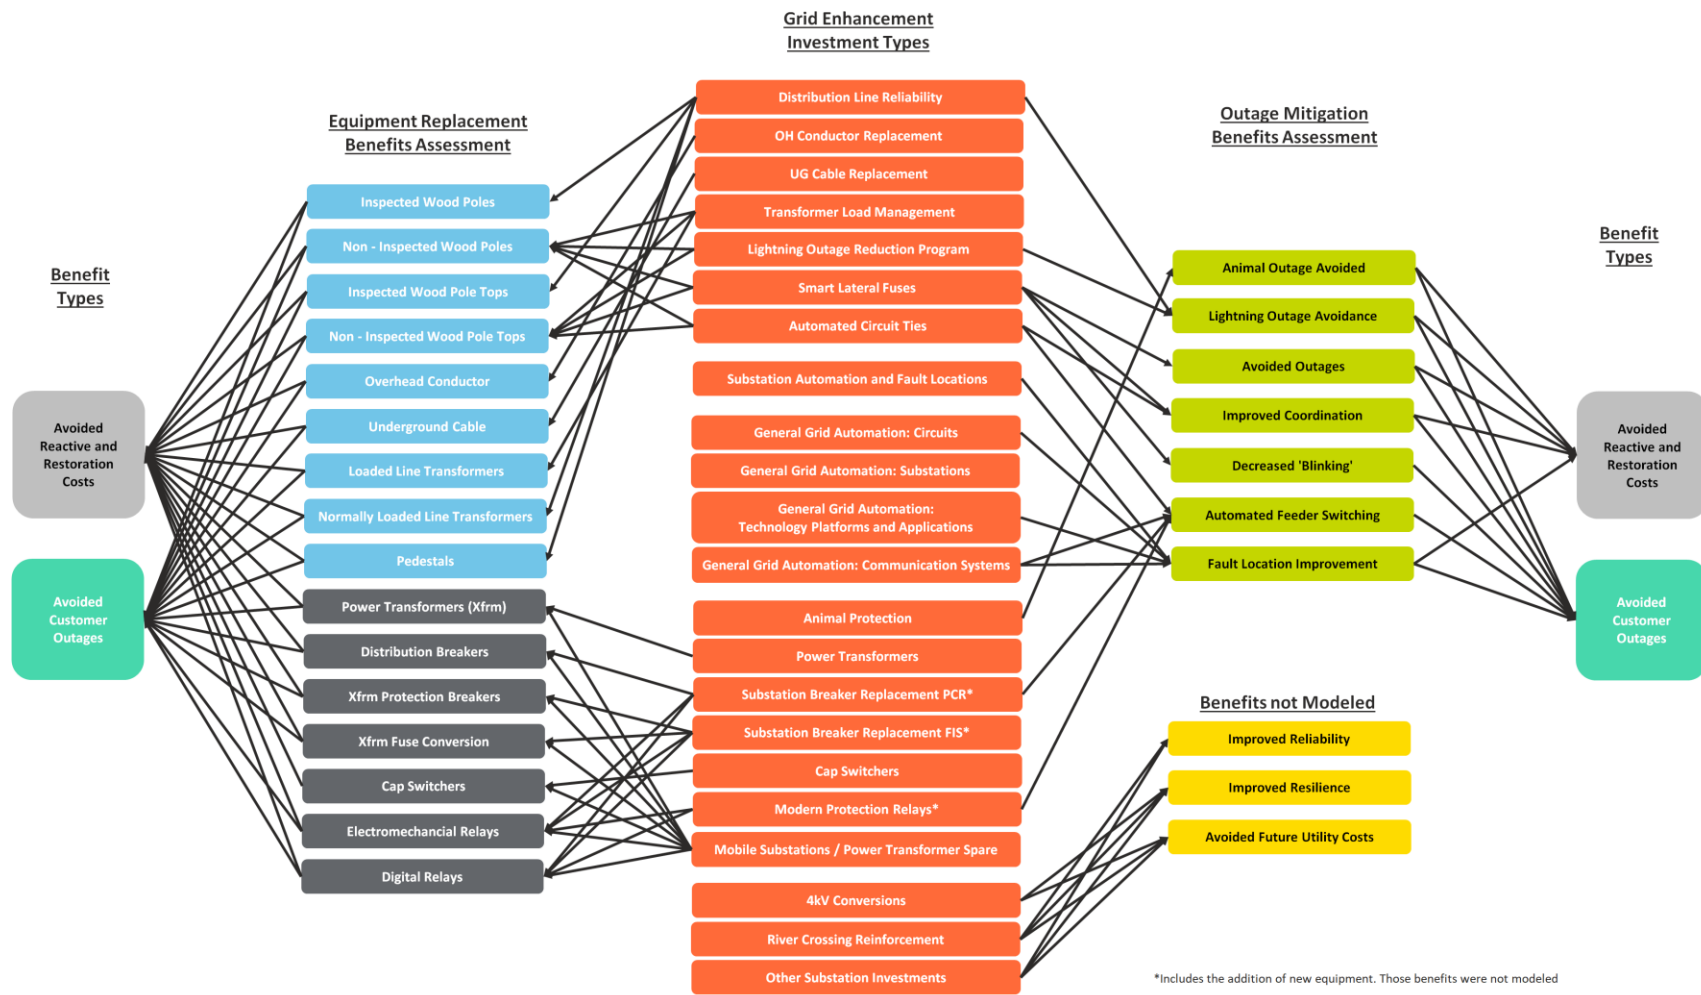 Grid Enhancement
Investment Types
Equipment Replacement
Benefits Assessment
Outage Mitigation
Benefits Assessment
Benefit
Types
Benefit
Types
Avoided
Reactive and
Restoration
Costs
Avoided
Customer
Outages
Inspected Wood Poles
Non - Inspected Wood Poles
Inspected Wood Pole Tops
Non - Inspected Wood Pole Tops
Overhead Conductor
Underground Cable
Loaded Line Transformers
Normally Loaded Line Transformers
Pedestals
Power Transformers (Xfrm)
Distribution Breakers
Xfrm Protection Breakers
Xfrm Fuse Conversion
Cap Switchers
Electromechancial Relays
Digital Relays
Distribution Line Reliability
OH Conductor Replacement
UG Cable Replacement
Transformer Load Management
Lightning Outage Reduction Program
Smart Lateral Fuses
Automated Circuit Ties
Substation Automation and Fault Locations
General Grid Automation: Circuits
General Grid Automation: Substations
General Grid Automation:
Technology Platforms and Applications
General Grid Automation: Communication Systems
Animal Protection
Power Transformers
Substation Breaker Replacement PCR*
Substation Breaker Replacement FIS*
Cap Switchers
Modern Protection Relays*
Mobile Substations / Power Transformer Spare
4kV Conversions
River Crossing Reinforcement
Other Substation Investments
Animal Outage Avoided
Lightning Outage Avoidance
Avoided Outages
Improved Coordination
Decreased 'Blinking'
Automated Feeder Switching
Fault Location Improvement
Benefits not Modeled
Improved Reliability
Improved Resilience
Avoided Future Utility Costs
Avoided
Reactive and
Restoration
Costs
Avoided
Customer
Outages
*Includes the addition of new equipment. Those benefits were not modeled